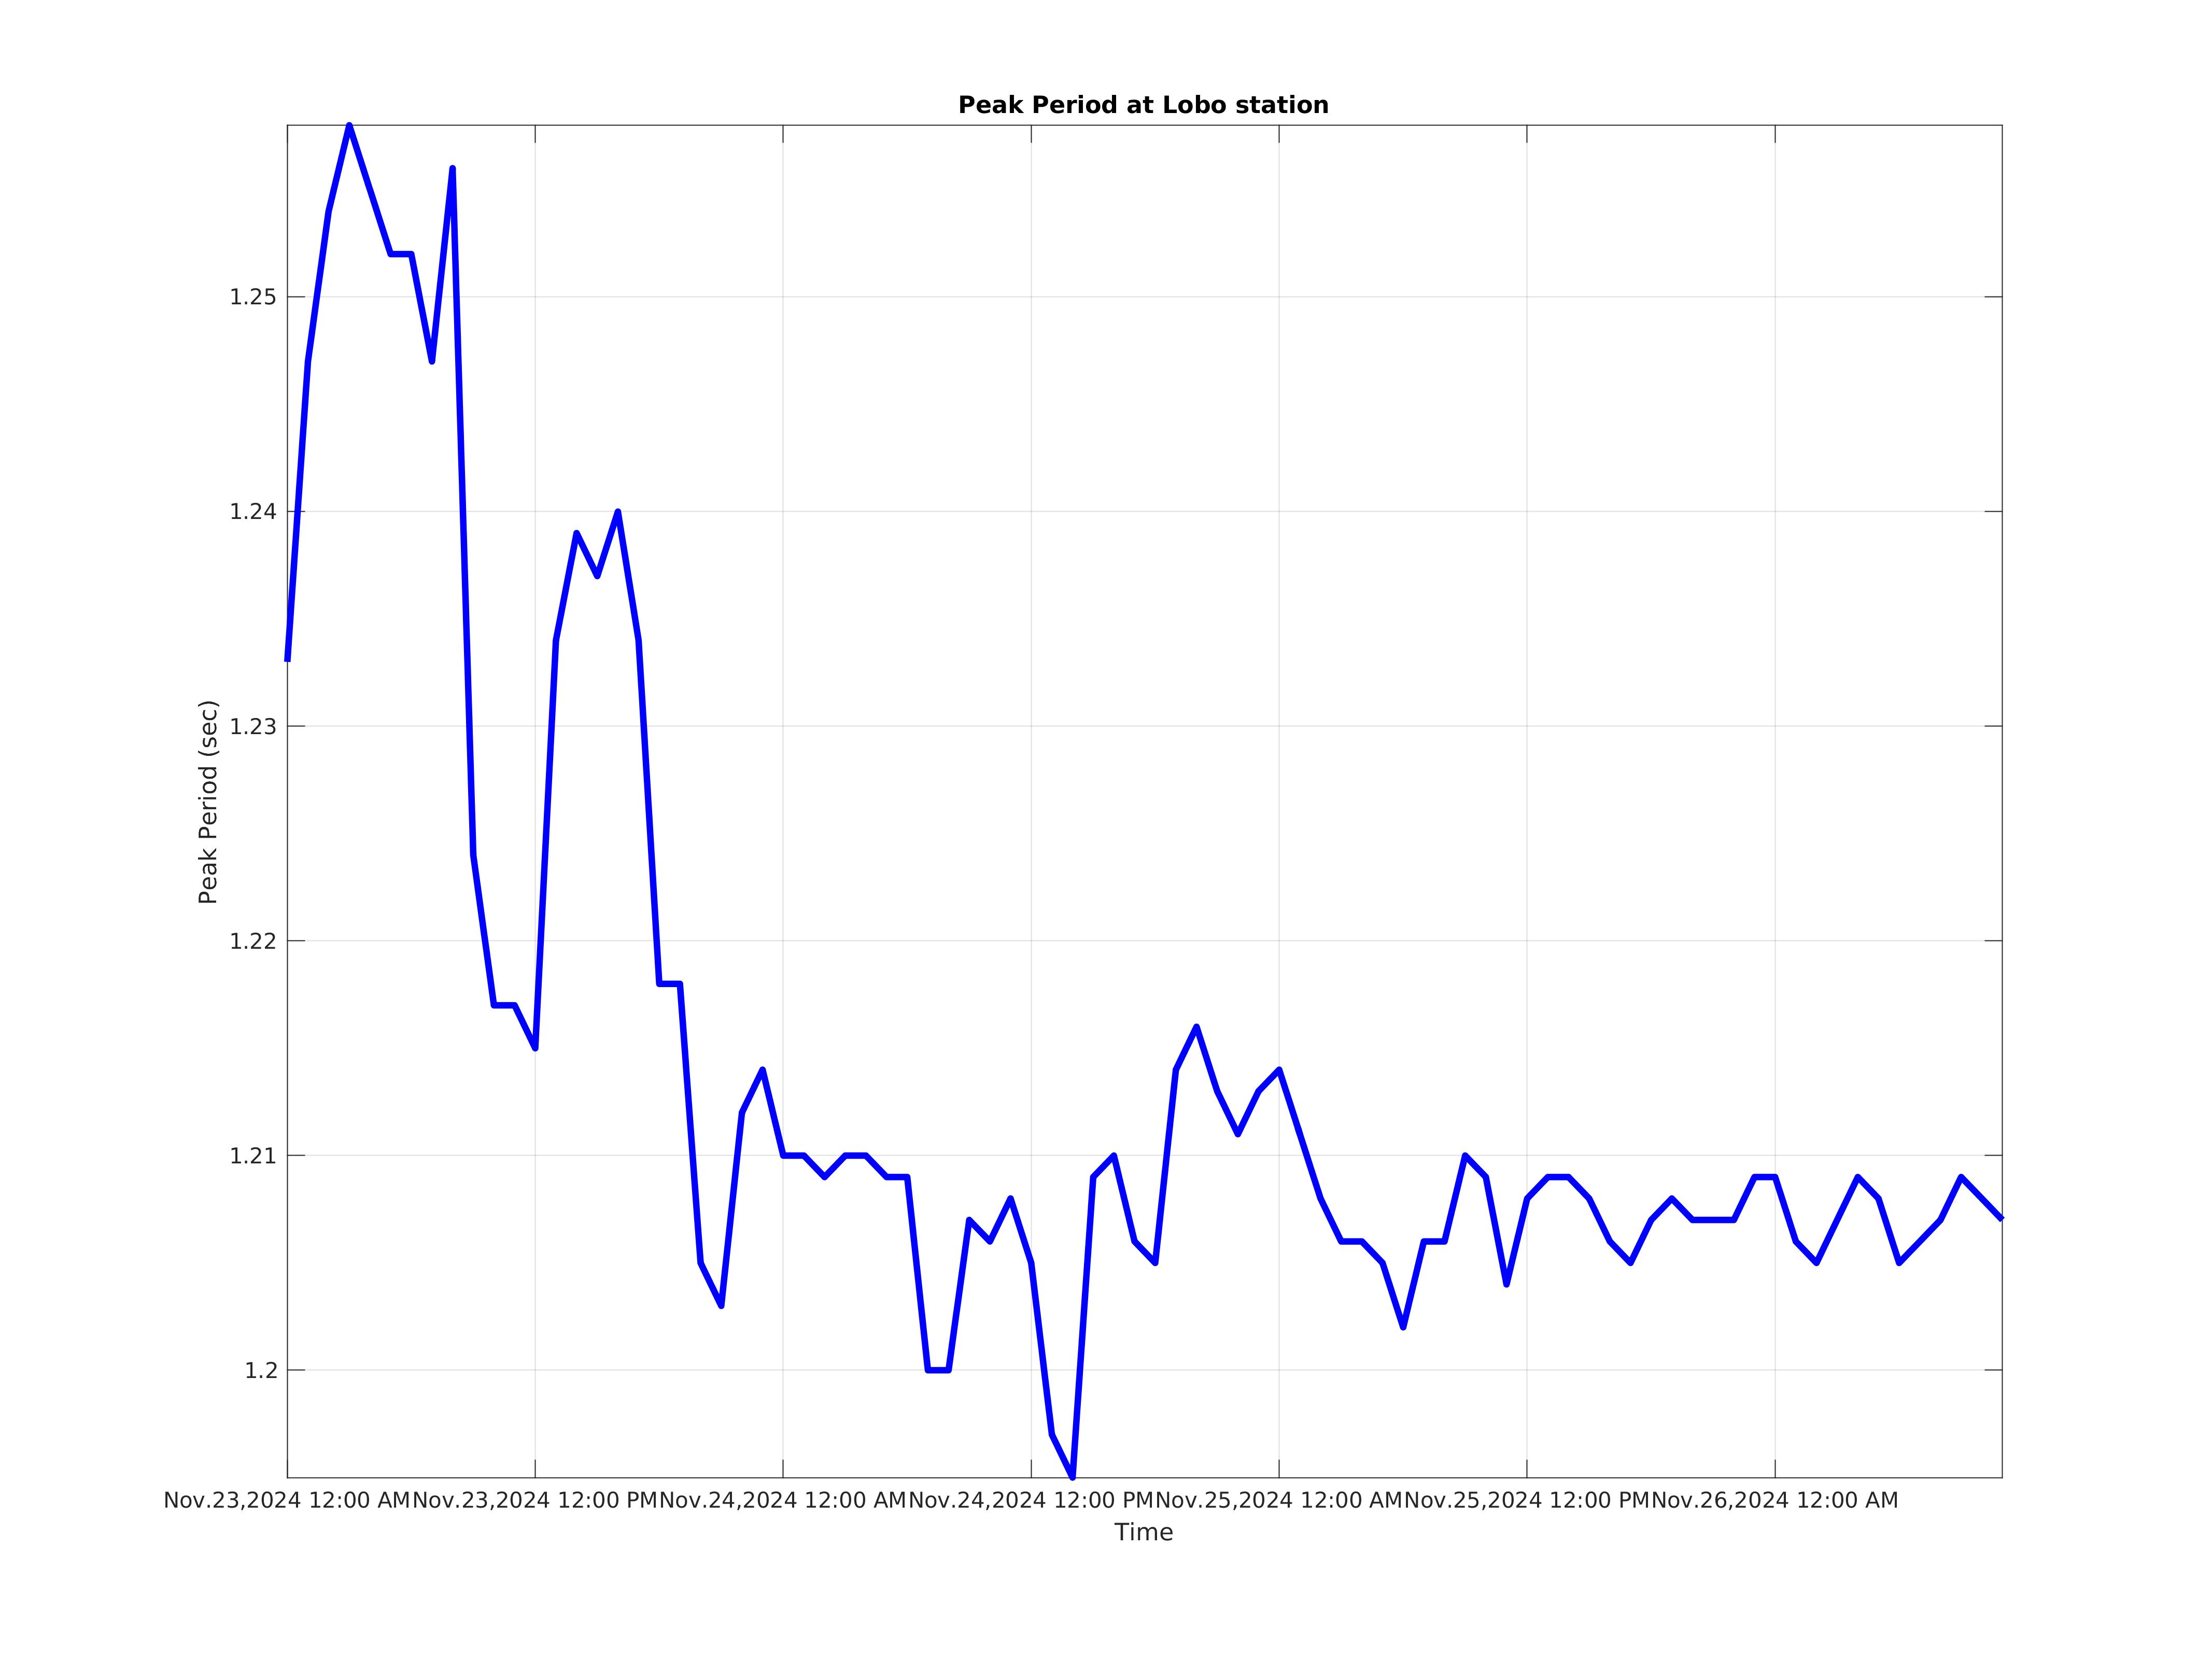 Peak Period at Lobo station
Peak Period (sec)
1.25
1.24
1.23
1.22
1.21
1.2
Nov.23,2024 12:00 AM Nov.23,2024 12:00 PM Nov.24,2024 12:00 AM Nov.24,2024 12:00 PM Nov.25,2024 12:00 AM Nov.25,2024 12:00 PM Nov.26,2024 12:00 AM
Time